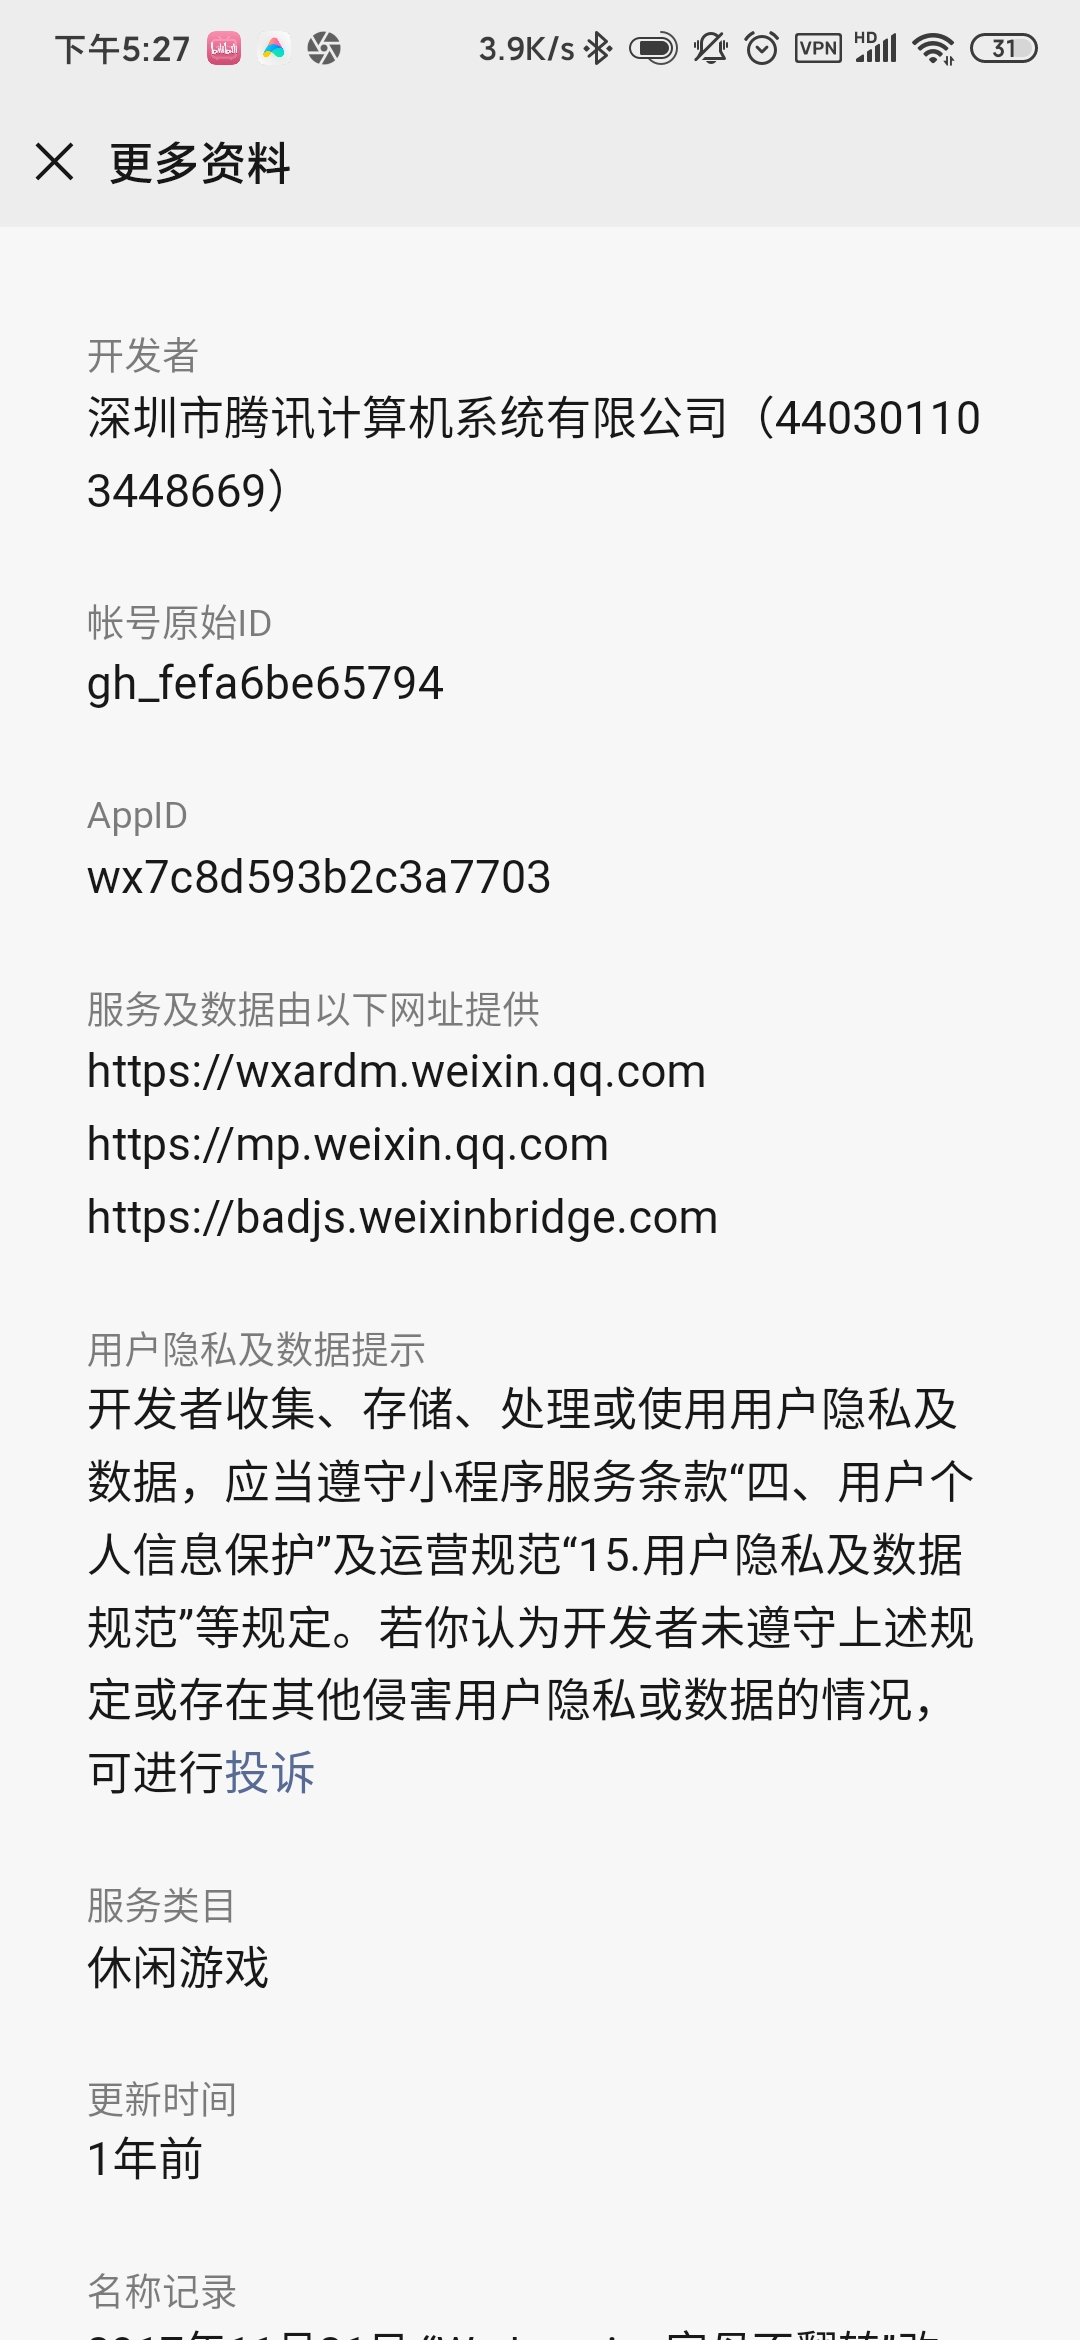 下午5:27 3.9K/s VPN HD 31
更多资料
开发者
深圳市腾讯计算机系统有限公司（44030110
3448669）
帐号原始ID
gh_fefa6be65794
AppID
wx7c8d593b2c3a7703
服务及数据由以下网址提供
https://wxardm.weixin.qq.com
https://mp.weixin.qq.com
https://badjs.weixinbridge.com
用户隐私及数据提示
开发者收集、存储、处理或使用用户隐私及
数据，应当遵守小程序服务条款“四、用户个
人信息保护”及运营规范“15.用户隐私及数据
规范”等规定。若你认为开发者未遵守上述规
定或存在其他侵害用户隐私或数据的情况，
可进行投诉
服务类目
休闲游戏
更新时间
1年前
名称记录